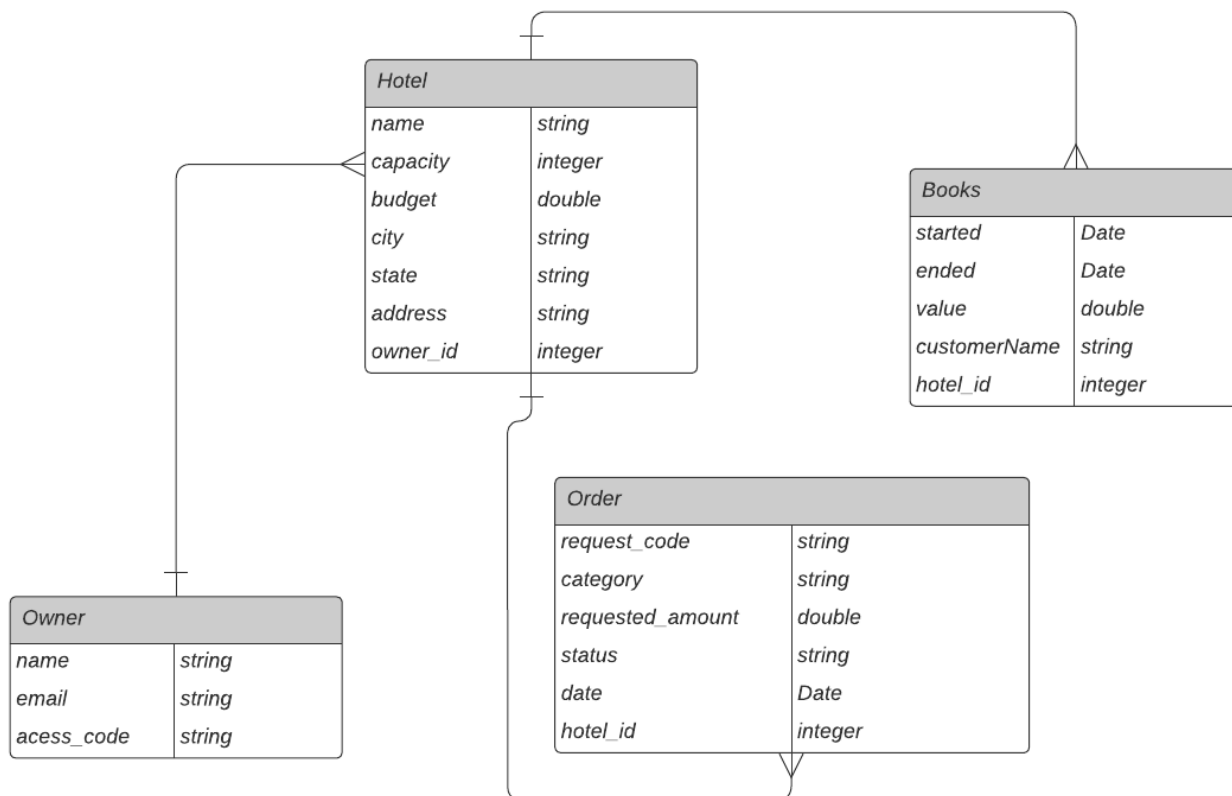 Hotel
name string
capacity integer
budget double
city string
state string
address string
owner_id integer
Books
started Date
ended Date
value double
customerName string
hotel_id integer
Order
request_code string
category string
requested_amount double
status string
date Date
hotel_id integer
Owner
name string
email string
acess_code string